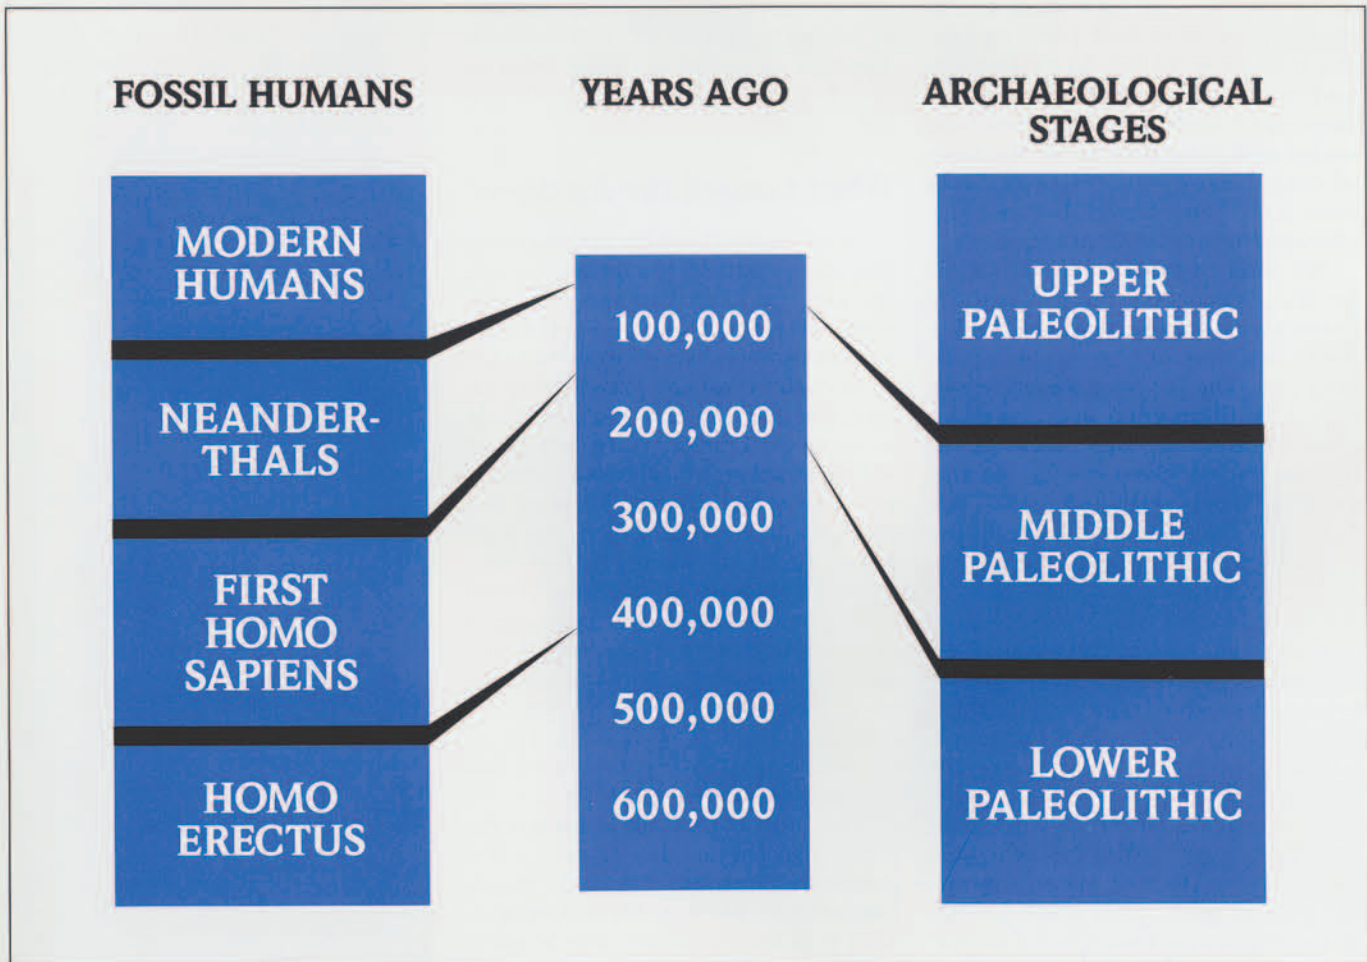 FOSSIL HUMANS
YEARS AGO
ARCHAEOLOGICAL
STAGES
MODERN
HUMANS
NEANDER-
THALS
FIRST
HOMO
SAPIENS
HOMO
ERECTUS
100,000
200,000
300,000
400,000
500,000
600,000
UPPER
PALEOLITHIC
MIDDLE
PALEOLITHIC
LOWER
PALEOLITHIC